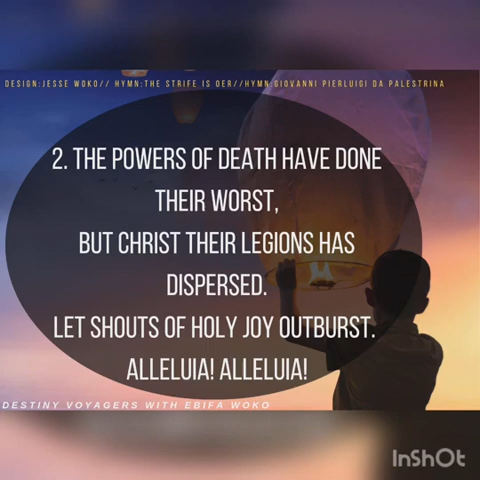 DESIGN:JESSE WOKO// HYMN:THE STRIFE IS OER//HYMN:GIOVANNI PIERLUIGI DA PALESTRINA
2. THE POWERS OF DEATH HAVE DONE
THEIR WORST,
BUT CHRIST THEIR LEGIONS HAS
DISPERSED.
LET SHOUTS OF HOLY JOY OUTBURST.
ALLELUIA! ALLELUIA!
DESTINY VOYAGERS WITH EBIFA WOKO
InShOt